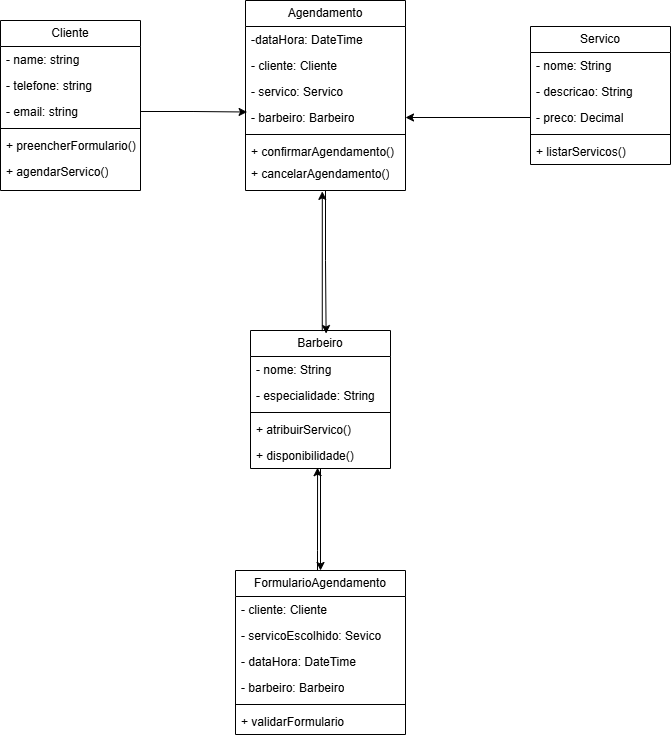 Cliente
- name: string
- telefone: string
- email: string
+ preencherFormulario()
+ agendarServico()
Agendamento
-dataHora: DateTime
- cliente: Cliente
- servico: Servico
- barbeiro: Barbeiro
+ confirmarAgendamento()
+ cancelarAgendamento()
Servico
- nome: String
- descricao: String
- preco: Decimal
+ listarServicos()
Barbeiro
- nome: String
- especialidade: String
+ atribuirServico()
+ disponibilidade()
FormularioAgendamento
- cliente: Cliente
- servicoEscolhido: Sevico
- dataHora: DateTime
- barbeiro: Barbeiro
+ validarFormulario